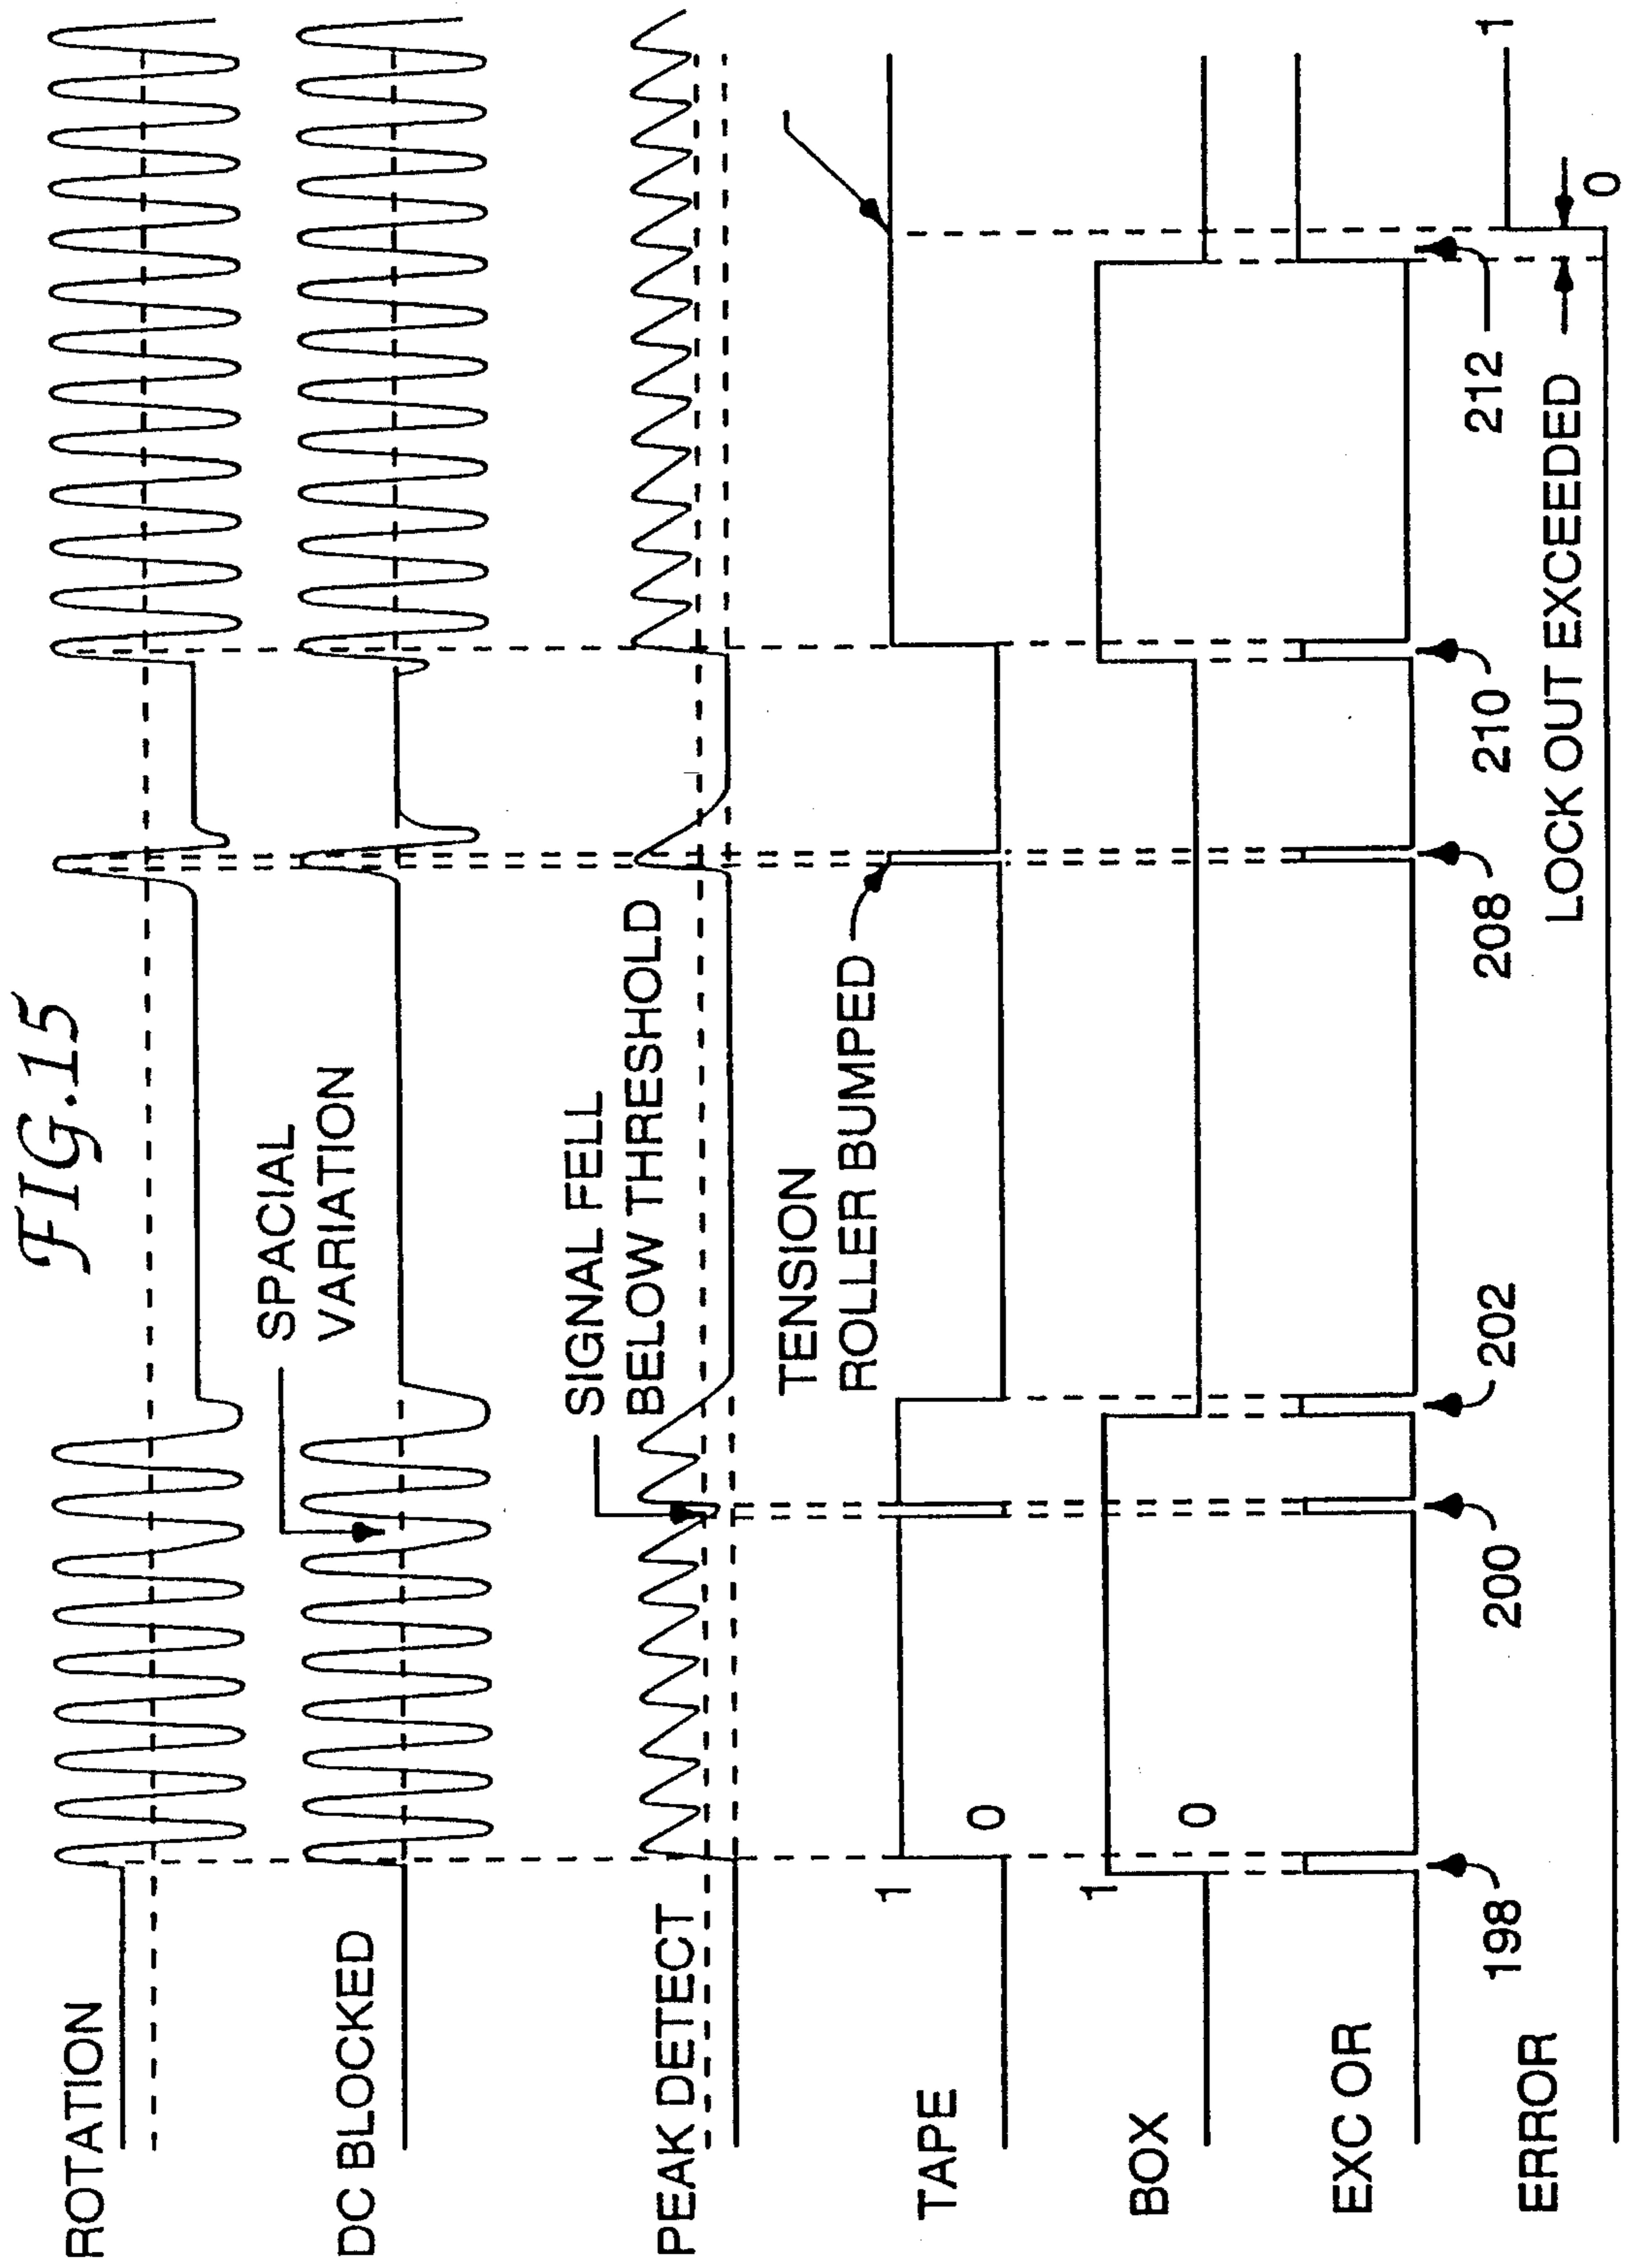 FIG.15
ROTATION
DC BLOCKED
SPACIAL
VARIATION
PEAK DETECT
SIGNAL FELL
BELOW THRESHOLD
TAPE
1
0
TENSION
ROLLER BUMPED
BOX
1
0
EXC OR
198
200
202
208
210
212
ERROR
LOCK OUT EXCEEDED
0
1